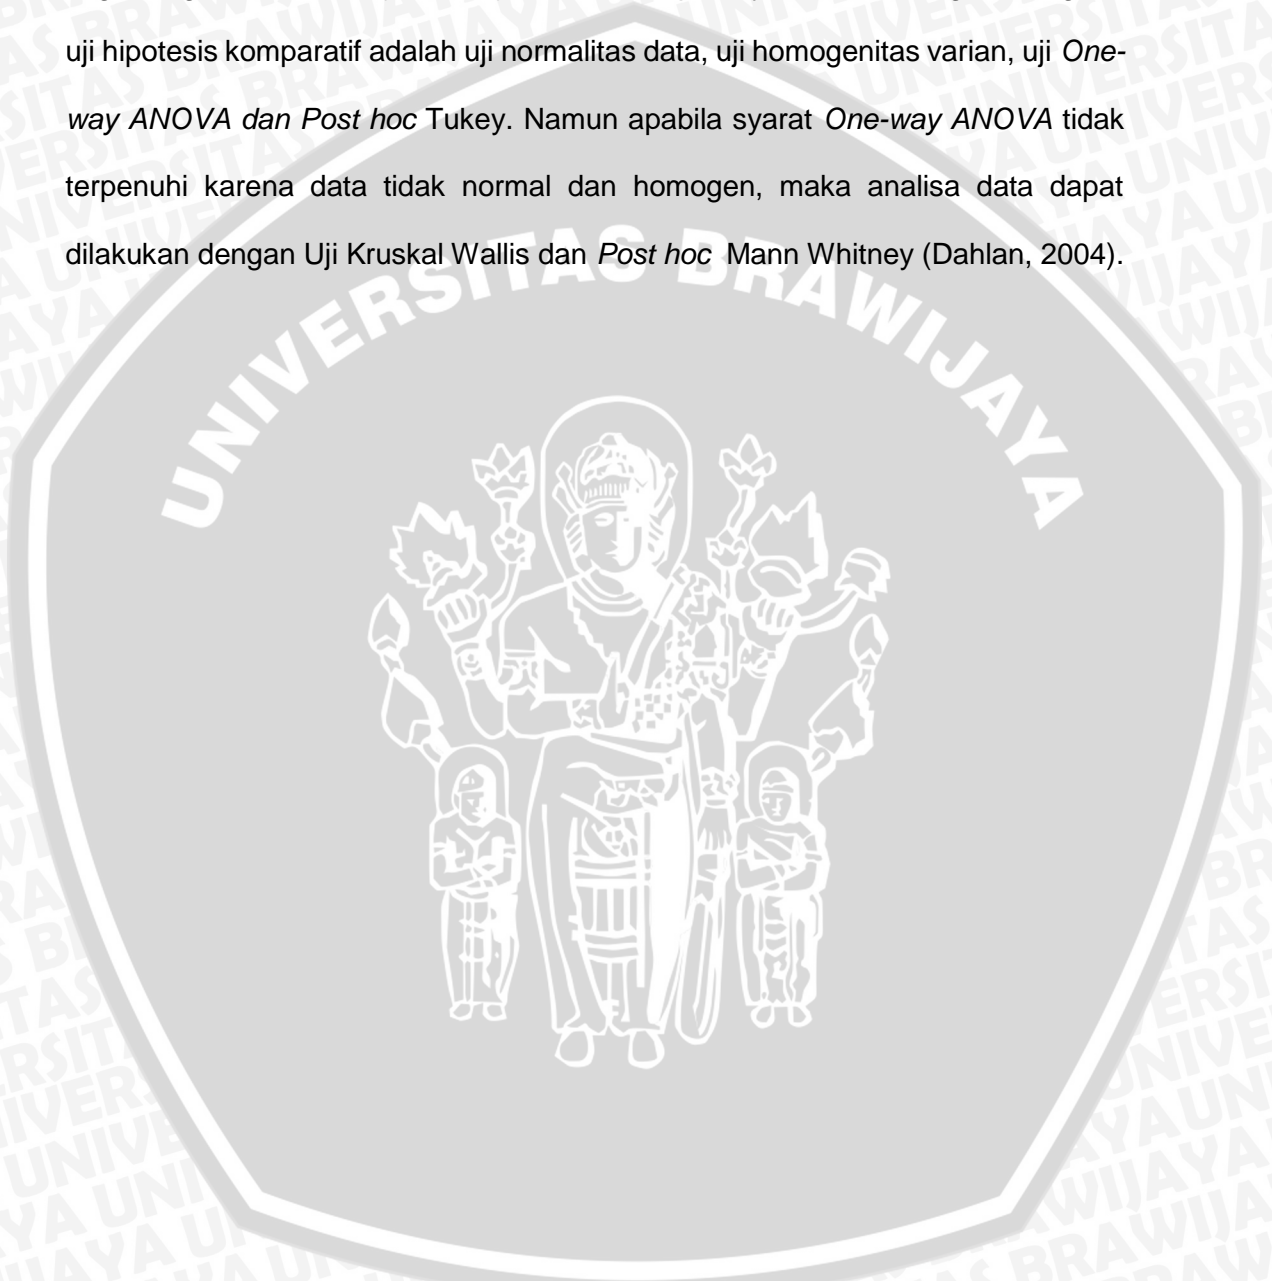 uji hipotesis komparatif adalah uji normalitas data, uji homogenitas varian, uji One-
way ANOVA dan Post hoc Tukey. Namun apabila syarat One-way ANOVA tidak
terpenuhi karena data tidak normal dan homogen, maka analisa data dapat
dilakukan dengan Uji Kruskal Wallis dan Post hoc Mann Whitney (Dahlan, 2004).
UNIVERSITAS BRAWIJAYA